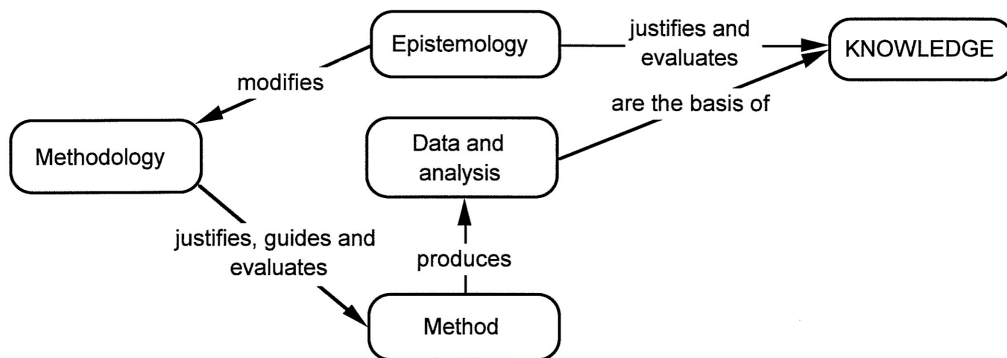 Epistemology
justifies and
evaluates
KNOWLEDGE
modifies
are the basis of
Methodology
Data and
analysis
justifies, guides and
evaluates
produces
Method